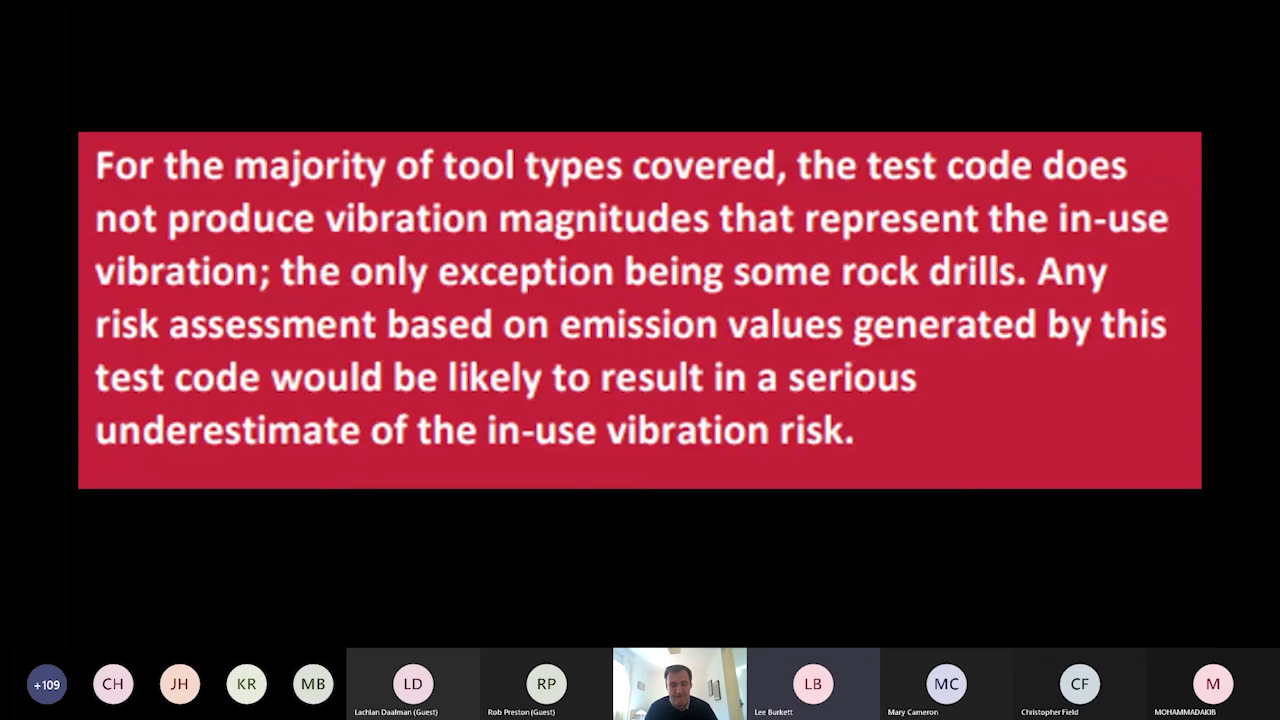 For the majority of tool types covered, the test code does
not produce vibration magnitudes that represent the in-use
vibration; the only exception being some rock drills. Any
risk assessment based on emission values generated by this
test code would be likely to result in a serious
underestimate of the in-use vibration risk.
+109
CH
JH
KR
MB
LD
RP
LB
MC
CF
M
Lachlan Daalman (Guest)
Rob Preston (Guest)
Lee Burkett
Mary Cameron
Christopher Field
MOHAMMADAKIB